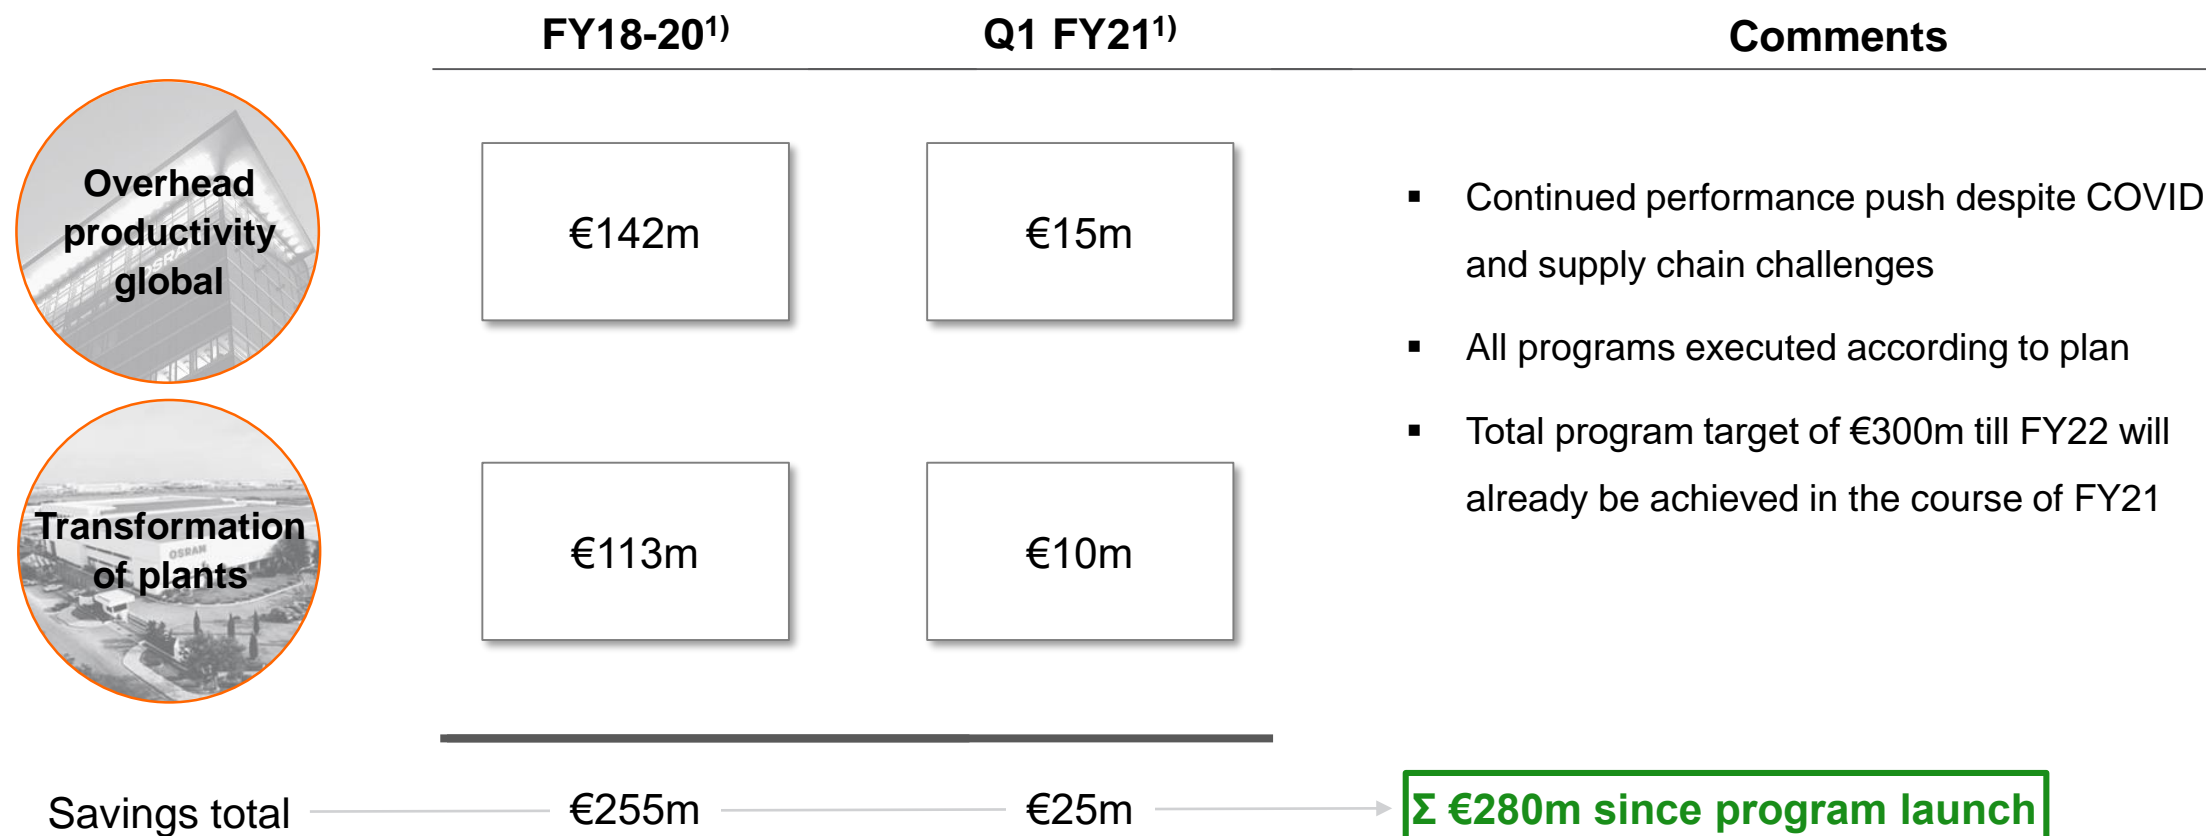 FY18-20¹⁾ Q1 FY21¹⁾ Comments
Overhead
productivity
global
€142m
€15m
▪ Continued performance push despite COVID
and supply chain challenges
▪ All programs executed according to plan
▪ Total program target of €300m till FY22 will
already be achieved in the course of FY21
Transformation
of plants
OSRAM
€113m
€10m
Savings total €255m €25m Σ €280m since program launch